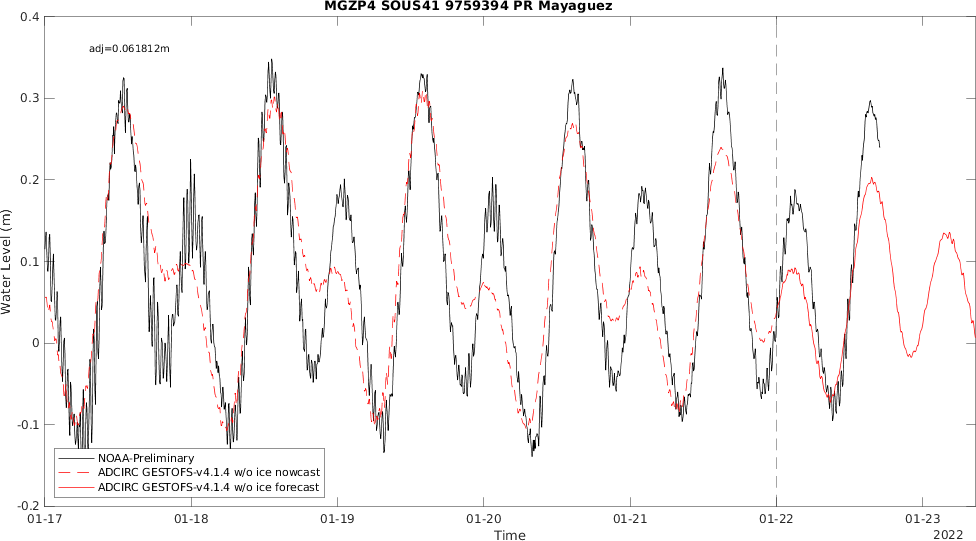 MGZP4 SOUS41 9759394 PR Mayaguez
0.4
adj=0.061812m
0.3
0.2
0.1
0
-0.1
-0.2
Water Level (m)
NOAA-Preliminary
ADCIRC GESTOFS-v4.1.4 w/o ice nowcast
ADCIRC GESTOFS-v4.1.4 w/o ice forecast
01-17 01-18 01-19 01-20 01-21 01-22 01-23
Time
2022